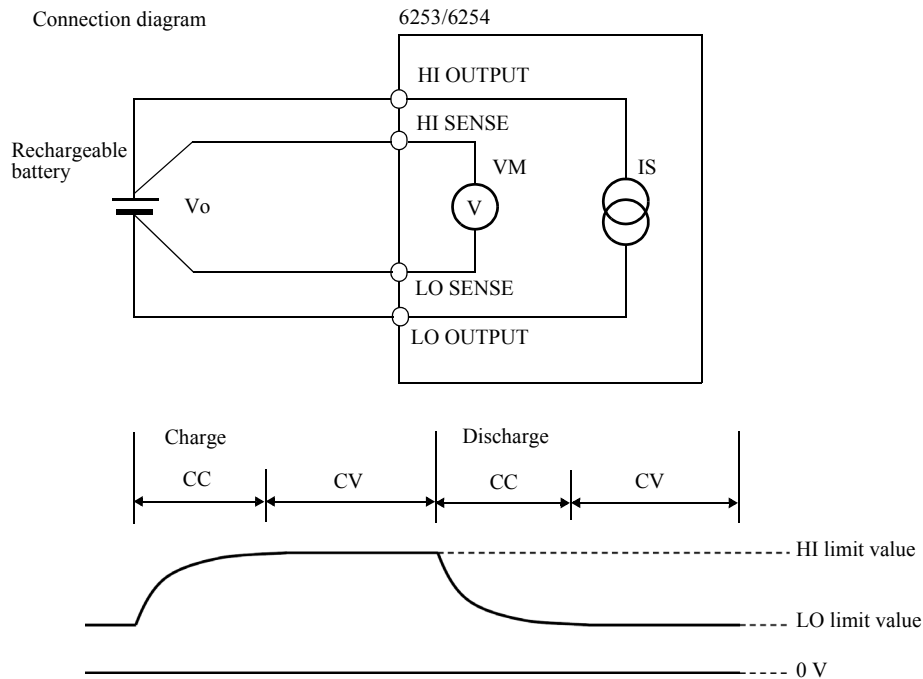 Connection diagram
6253/6254
HI OUTPUT
HI SENSE
Rechargeable
battery
VM
IS
Vo
V
LO SENSE
LO OUTPUT
Charge
Discharge
CC
CV
CC
CV
HI limit value
LO limit value
0 V